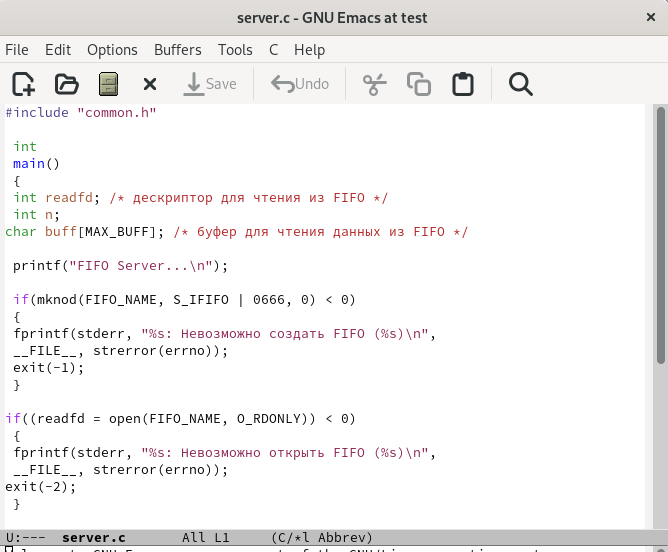 server.c - GNU Emacs at test
File Edit Options Buffers Tools C Help
Save Undo
#include "common.h"
int
main()
{
int readfd; /* дескриптор для чтения из FIFO */
int n;
char buff[MAX_BUFF]; /* буфер для чтения данных из FIFO */
printf("FIFO Server...\n");
if(mknod(FIFO_NAME, S_IFIFO | 0666, 0) < 0)
{
fprintf(stderr, "%s: Невозможно создать FIFO (%s)\n",
__FILE__, strerror(errno));
exit(-1);
}
if((readfd = open(FIFO_NAME, O_RDONLY)) < 0)
{
fprintf(stderr, "%s: Невозможно открыть FIFO (%s)\n",
__FILE__, strerror(errno));
exit(-2);
}
U:--- server.c All L1 (C/*l Abbrev)